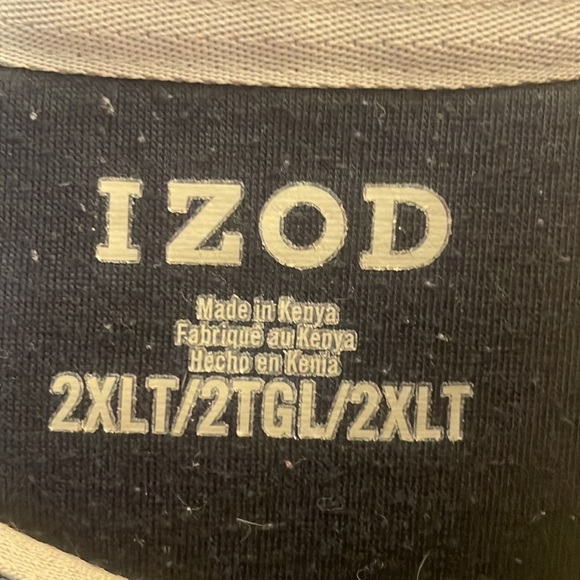 IZOD
Made in Kenya
Fabriqué au Kenya
Hecho en Kenia
2XLT/2TGL/2XLT